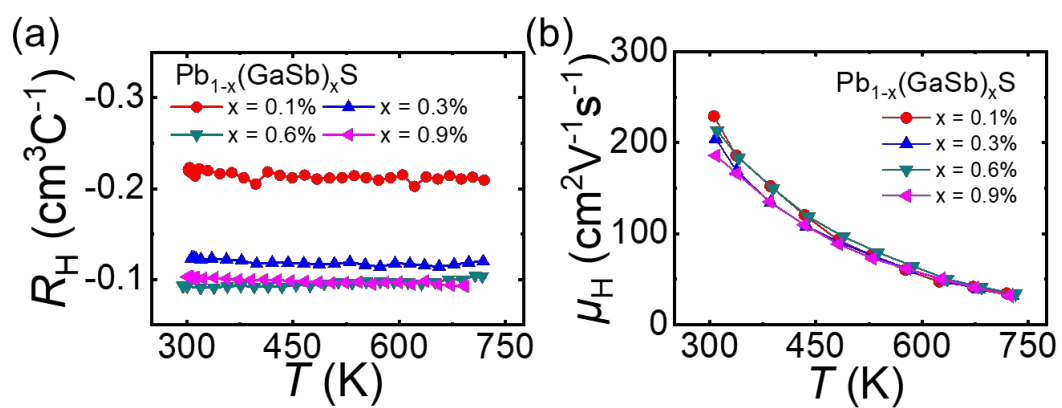 (a)
Pb₁₋ₓ(GaSb)ₓS
x = 0.1% x = 0.3%
x = 0.6% x = 0.9%
-0.3
-0.2
-0.1
R_H (cm³C⁻¹)
300 450 600 750
T (K)
(b)
Pb₁₋ₓ(GaSb)ₓS
x = 0.1%
x = 0.3%
x = 0.6%
x = 0.9%
300
200
100
0
μ_H (cm²V⁻¹s⁻¹)
300 450 600 750
T (K)